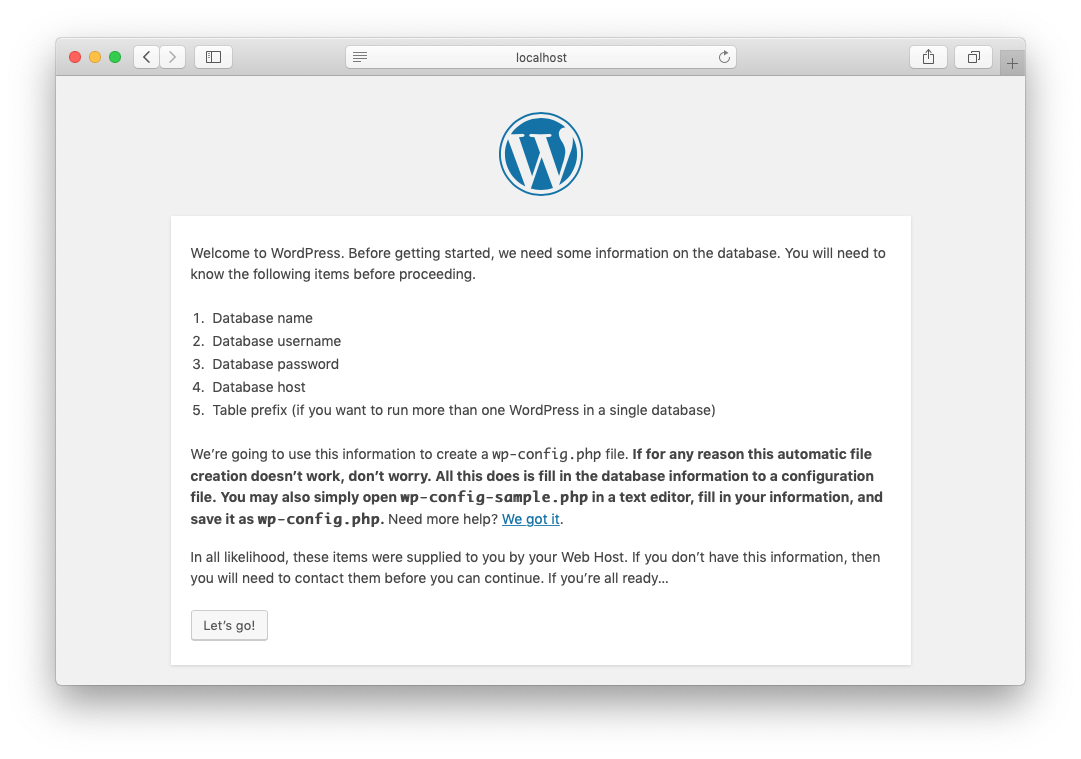 localhost
Welcome to WordPress. Before getting started, we need some information on the database. You will need to
know the following items before proceeding.
1. Database name
2. Database username
3. Database password
4. Database host
5. Table prefix (if you want to run more than one WordPress in a single database)
We’re going to use this information to create a wp-config.php file. If for any reason this automatic file
creation doesn’t work, don’t worry. All this does is fill in the database information to a configuration
file. You may also simply open wp-config-sample.php in a text editor, fill in your information, and
save it as wp-config.php. Need more help? We got it.
In all likelihood, these items were supplied to you by your Web Host. If you don’t have this information, then
you will need to contact them before you can continue. If you’re all ready…
Let’s go!